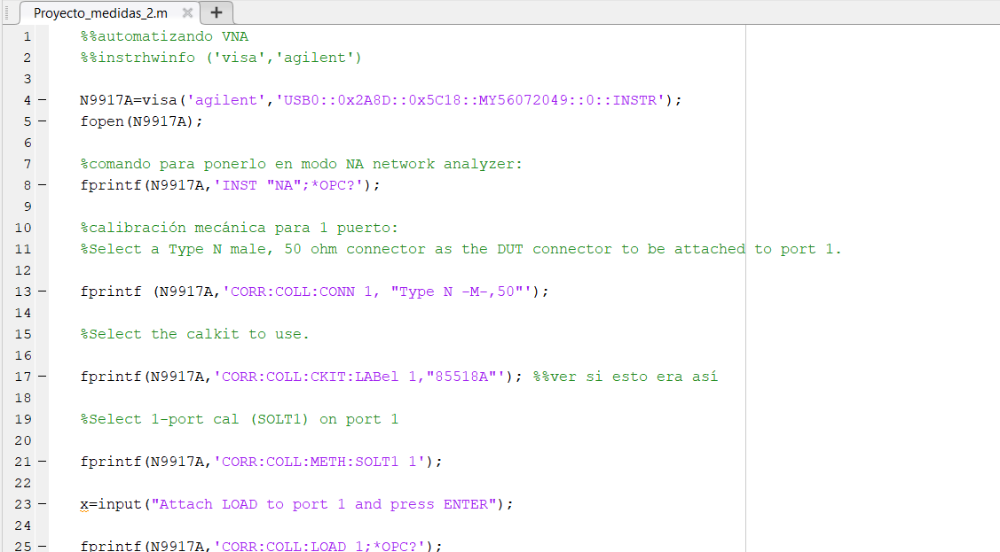 Proyecto_medidas_2.m
1 %%automatizando VNA
2 %%instrhwinfo ('visa','agilent')
3
4 N9917A=visa('agilent','USB0::0x2A8D::0x5C18::MY56072049::0::INSTR');
5 fopen(N9917A);
6
7 %comando para ponerlo en modo NA network analyzer:
8 fprintf(N9917A,'INST "NA";*OPC?');
9
10 %calibración mecánica para 1 puerto:
11 %Select a Type N male, 50 ohm connector as the DUT connector to be attached to port 1.
12
13 fprintf (N9917A,'CORR:COLL:CONN 1, "Type N -M-,50"');
14
15 %Select the calkit to use.
16
17 fprintf(N9917A,'CORR:COLL:CKIT:LABel 1,"85518A"'); %%ver si esto era así
18
19 %Select 1-port cal (SOLT1) on port 1
20
21 fprintf(N9917A,'CORR:COLL:METH:SOLT1 1');
22
23 x=input("Attach LOAD to port 1 and press ENTER");
24
25 fprintf(N9917A,'CORR:COLL:LOAD 1;*OPC?');